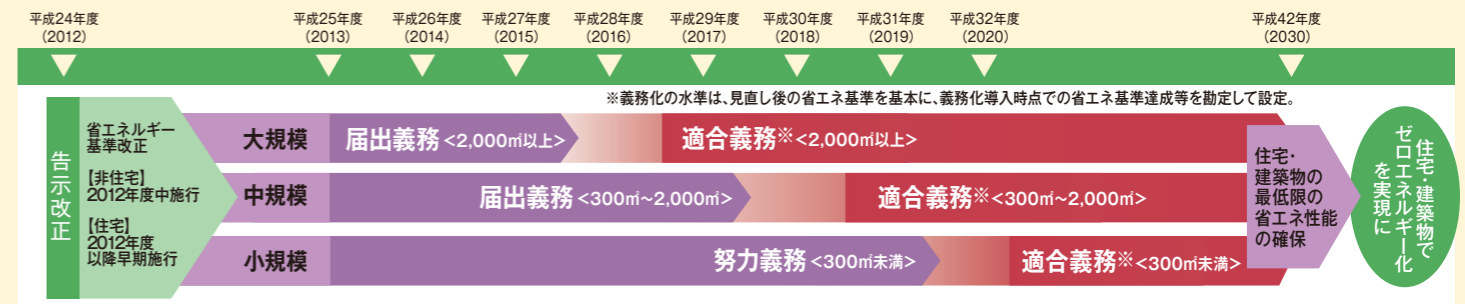 平成24年度
（2012）
平成25年度
（2013）
平成26年度
（2014）
平成27年度
（2015）
平成28年度
（2016）
平成29年度
（2017）
平成30年度
（2018）
平成31年度
（2019）
平成32年度
（2020）
平成42年度
（2030）
※義務化の水準は、見直し後の省エネ基準を基本に、義務化導入時点での省エネ基準達成等を勘定して設定。
告示改正
省エネルギー
基準改正
【非住宅】
2012年度中施行
【住宅】
2012年度
以降早期施行
大規模
届出義務<2,000㎡以上>
適合義務※<2,000㎡以上>
中規模
届出義務<300㎡〜2,000㎡>
適合義務※<300㎡〜2,000㎡>
小規模
努力義務<300㎡未満>
適合義務※<300㎡未満>
住宅・
建築物の
最低限の
省エネ性能
の確保
住宅・建築物で
ゼロエネルギー化
を実現に